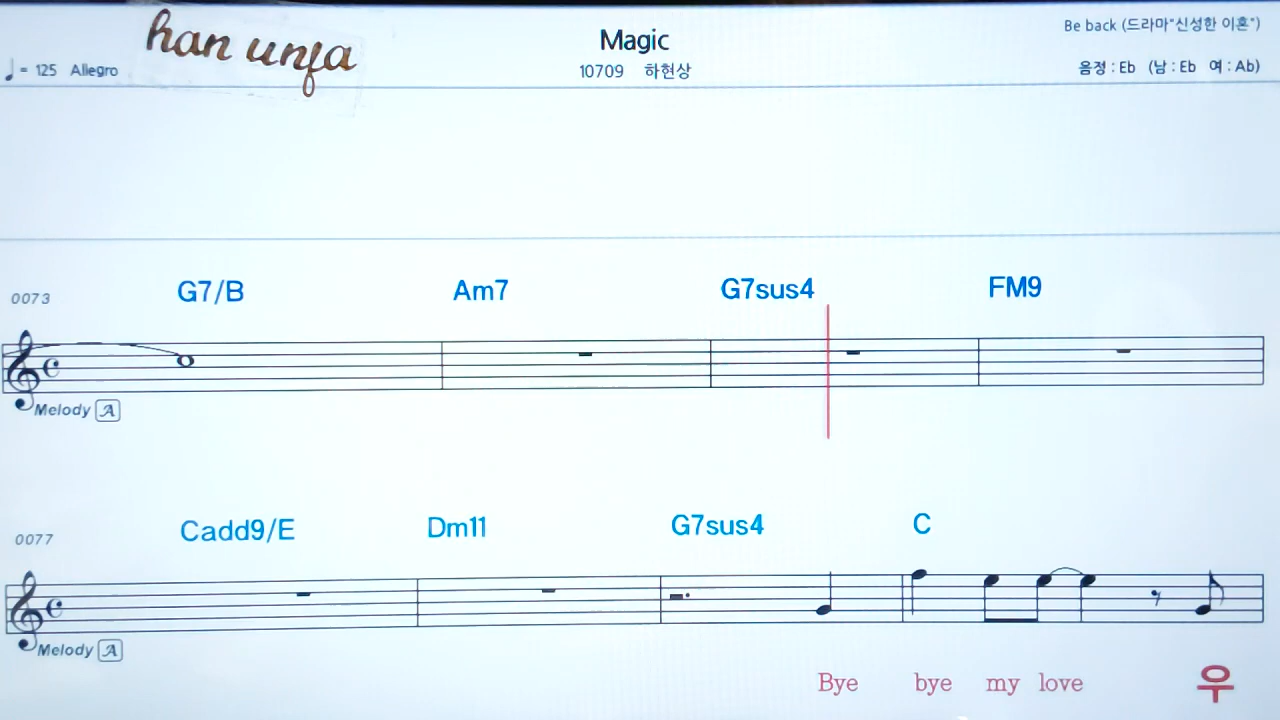 han unfa
Magic
Be back (드라마"신성한 이혼")
♩ = 125 Allegro
10709 하현상
음정 : Eb (남 : Eb 여 : Ab)
0073 G7/B Am7 G7sus4 FM9
Melody A
0077 Cadd9/E Dm11 G7sus4 C
Melody A
Bye bye my love 우